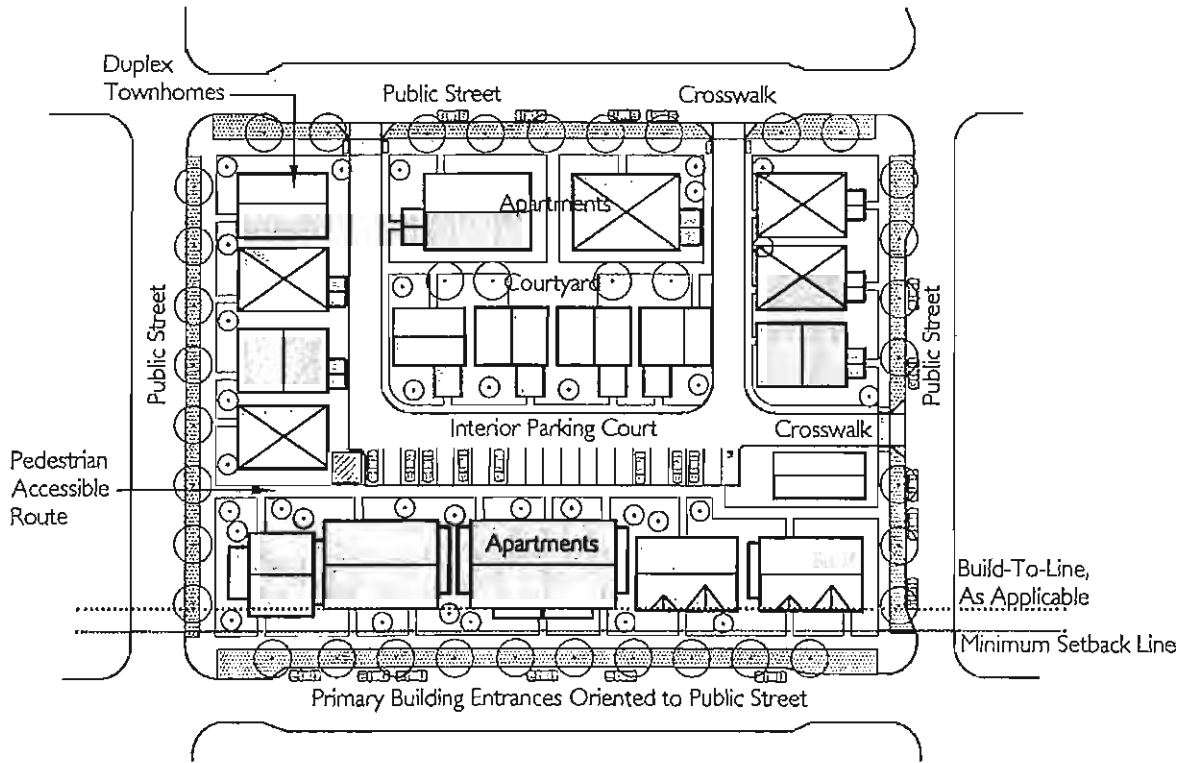 Duplex
Townhomes
Public Street
Crosswalk
Apartments
Courtyard
Public Street
Public Street
Interior Parking Court
Crosswalk
Pedestrian
Accessible
Route
Apartments
Build-To-Line,
As Applicable
Minimum Setback Line
Primary Building Entrances Oriented to Public Street